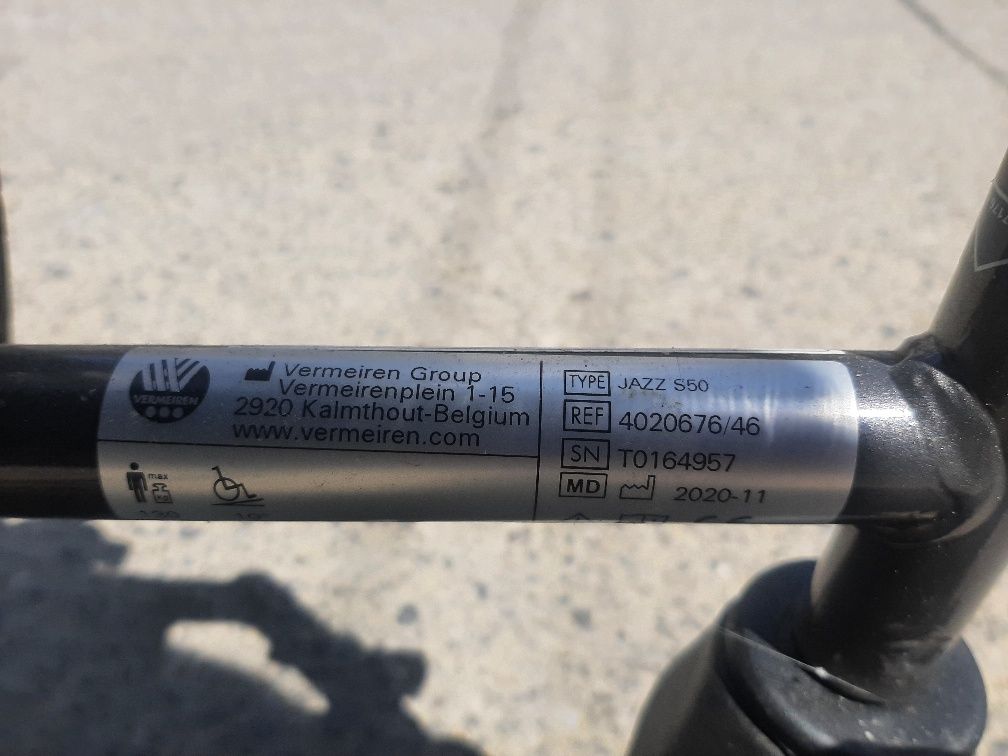 VERMEIREN
Vermeiren Group
Vermeirenplein 1-15
2920 Kalmthout-Belgium
www.vermeiren.com
max
kg
TYPE JAZZ S50
REF 4020676/46
SN T0164957
MD 2020-11